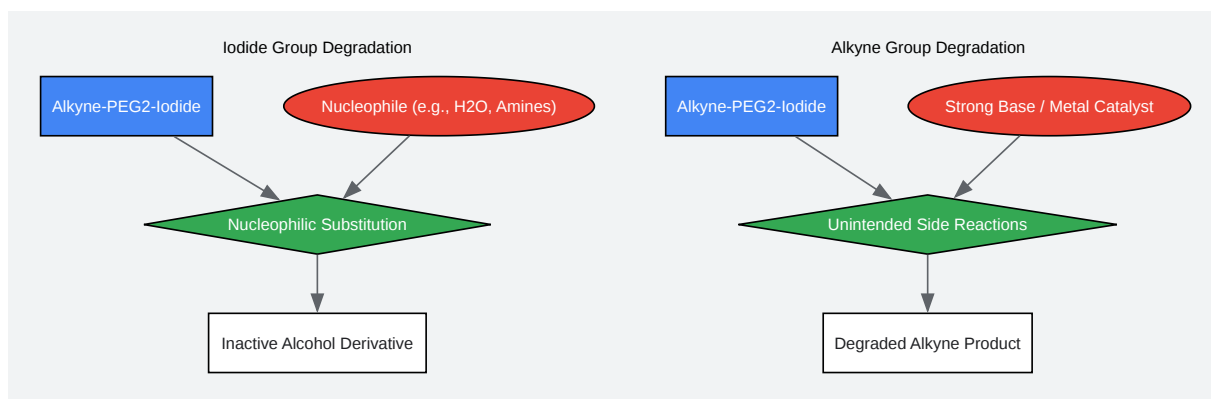 Iodide Group Degradation
Alkyne-PEG2-Iodide
Nucleophile (e.g., H2O, Amines)
Nucleophilic Substitution
Inactive Alcohol Derivative
Alkyne Group Degradation
Alkyne-PEG2-Iodide
Strong Base / Metal Catalyst
Unintended Side Reactions
Degraded Alkyne Product